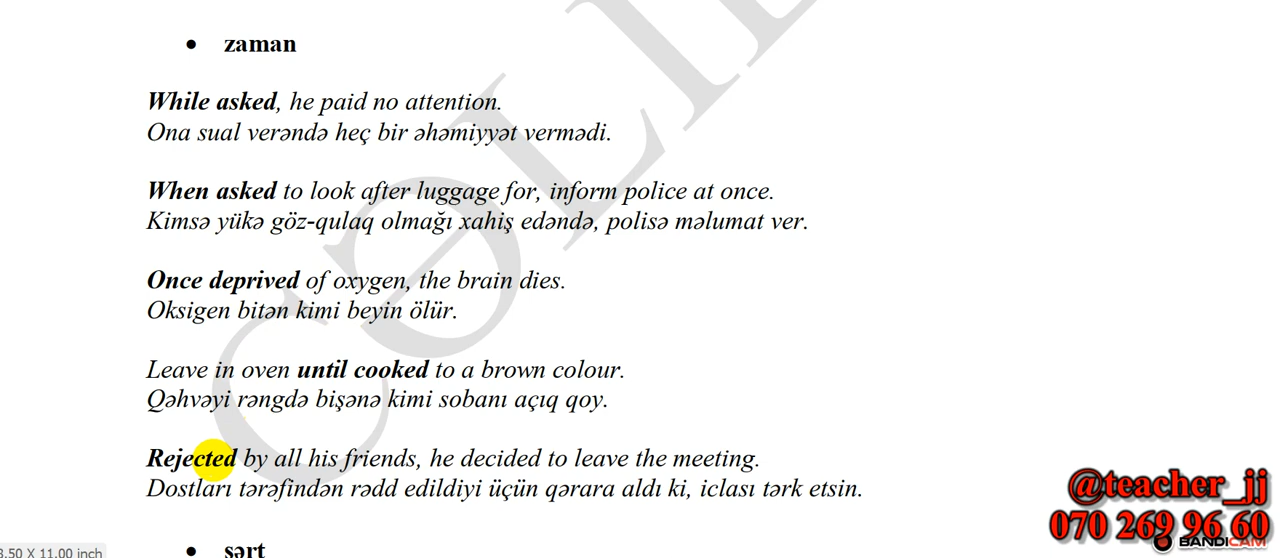 • zaman
While asked, he paid no attention.
Ona sual verəndə heç bir əhəmiyyət vermədi.
When asked to look after luggage for, inform police at once.
Kimsə yükə göz-qulaq olmağı xahiş edəndə, polisə məlumat ver.
Once deprived of oxygen, the brain dies.
Oksigen bitən kimi beyin ölür.
Leave in oven until cooked to a brown colour.
Qəhvəyi rəngdə bişənə kimi sobanı açıq qoy.
Rejected by all his friends, he decided to leave the meeting.
Dostları tərəfindən rədd edildiyi üçün qərara aldı ki, iclası tərk etsin.
@teacher_jj
070 269 96 60
BANDICAM
• şərt
8.50 X 11.00 inch